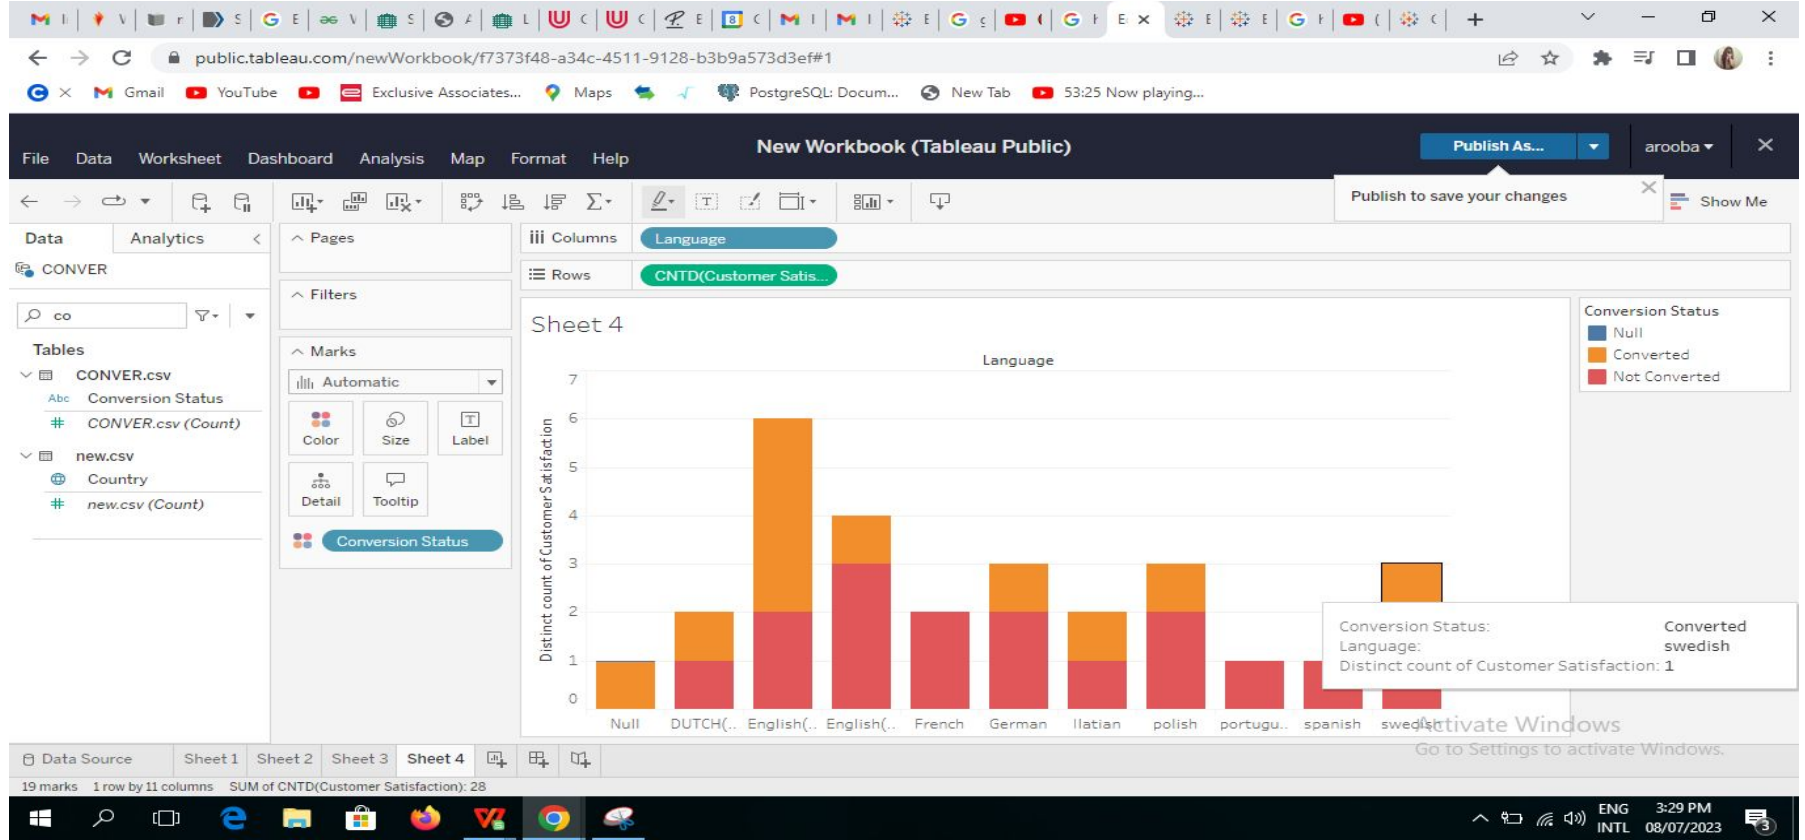 public.tableau.com/newWorkbook/f7373f48-a34c-4511-9128-b3b9a573d3ef#1
Gmail YouTube Exclusive Associates... Maps PostgreSQL: Docum... New Tab 53:25 Now playing...
New Workbook (Tableau Public)
File Data Worksheet Dashboard Analysis Map Format Help
Publish As... arooba
Publish to save your changes
Show Me
Data Analytics
Pages
Columns Language
CONVER
Rows CNTD(Customer Satis...
Filters
co
Tables
CONVER.csv
Abc Conversion Status
# CONVER.csv (Count)
new.csv
Country
# new.csv (Count)
Marks
Automatic
Color Size Label
Detail Tooltip
Conversion Status
Sheet 4
Language
Distinct count of Customer Satisfaction
7
6
5
4
3
2
1
0
Null DUTCH(.. English(.. English(.. French German Ilatian polish portugu.. spanish swedish
Conversion Status
Null
Converted
Not Converted
Conversion Status: Converted
Language: swedish
Distinct count of Customer Satisfaction: 1
Activate Windows
Go to Settings to activate Windows.
Data Source Sheet 1 Sheet 2 Sheet 3 Sheet 4
19 marks 1 row by 11 columns SUM of CNTD(Customer Satisfaction): 28
ENG
INTL
3:29 PM
08/07/2023
3